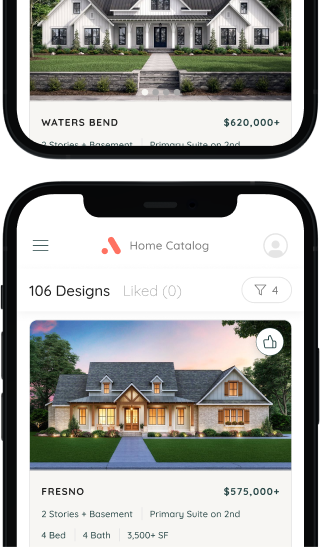 WATERS BEND $620,000+
2 Stories + Basement Primary Suite on 2nd
Home Catalog
106 Designs Liked (0) 4
FRESNO $575,000+
2 Stories + Basement Primary Suite on 2nd
4 Bed 4 Bath 3,500+ SF